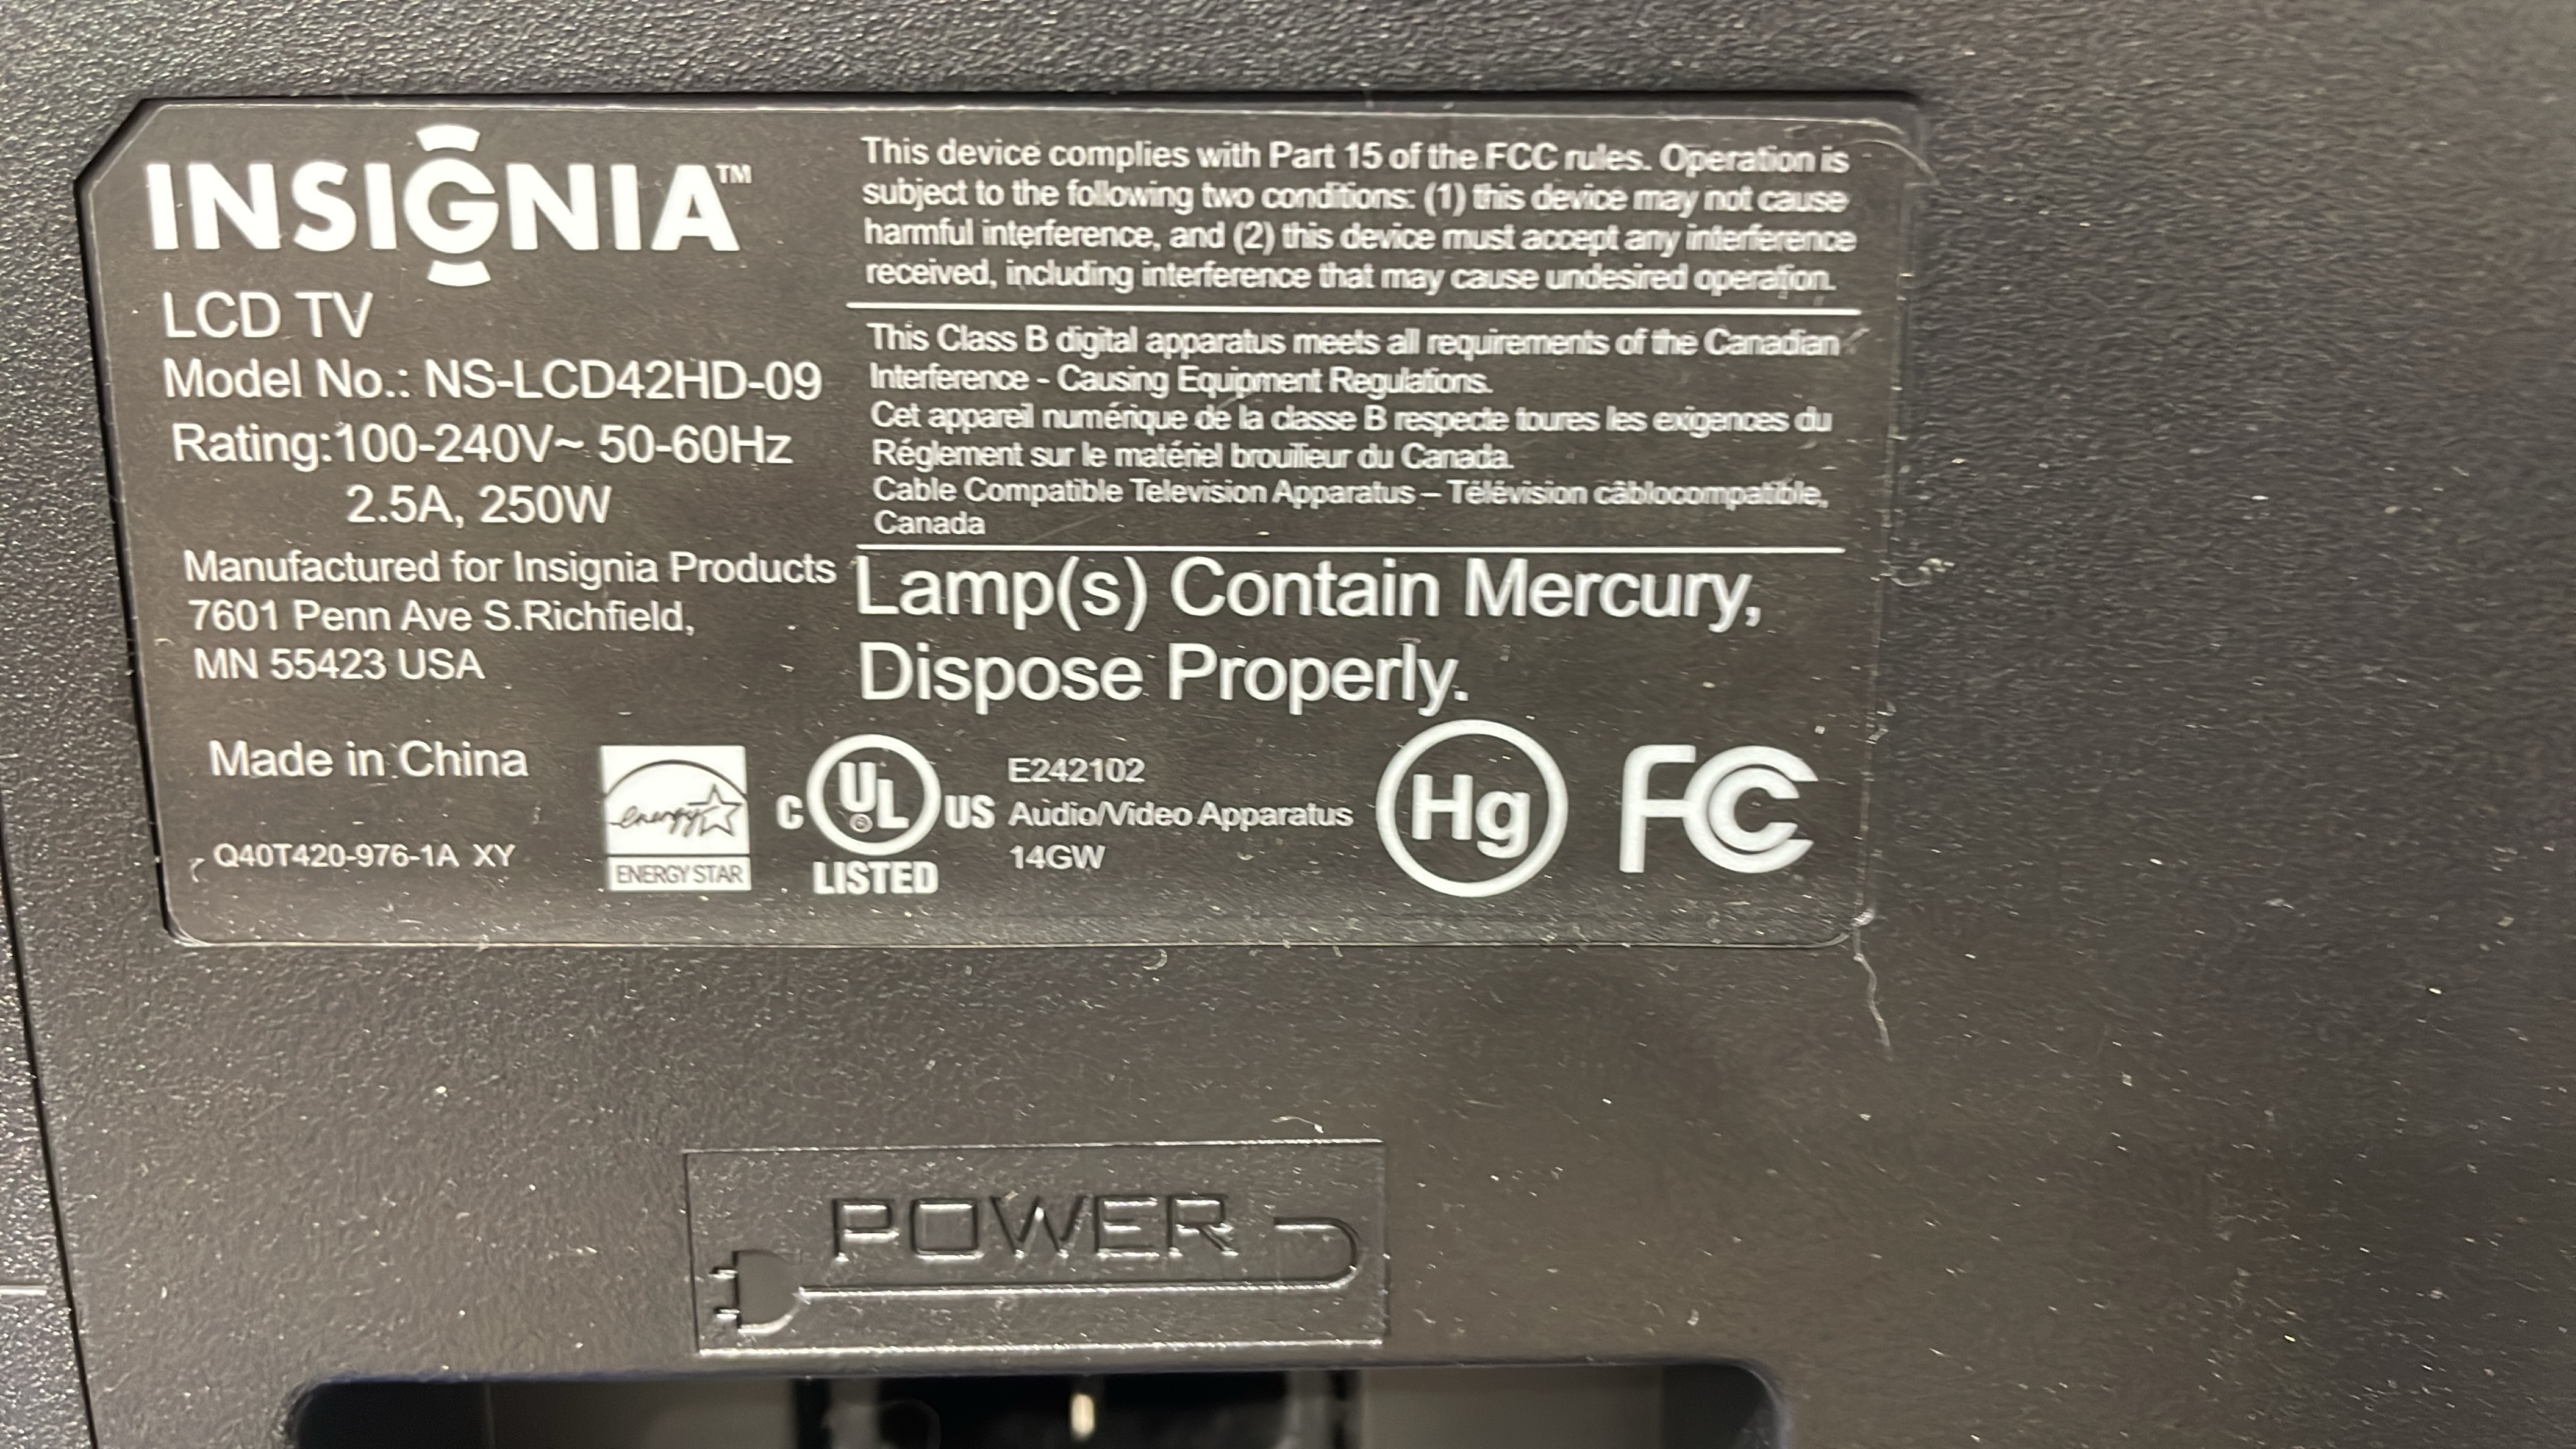 INSIGNIA™
LCD TV
Model No.: NS-LCD42HD-09
Rating:100-240V~ 50-60Hz
2.5A, 250W
Manufactured for Insignia Products
7601 Penn Ave S.Richfield,
MN 55423 USA
Made in China
Q40T420-976-1A XY
This device complies with Part 15 of the FCC rules. Operation is
subject to the following two conditions: (1) this device may not cause
harmful interference, and (2) this device must accept any interference
received, including interference that may cause undesired operation.
This Class B digital apparatus meets all requirements of the Canadian
Interference - Causing Equipment Regulations.
Cet appareil numérique de la classe B respecte toures les exigences du
Réglement sur le matériel brouilleur du Canada.
Cable Compatible Television Apparatus – Télévision câblocompatible,
Canada
Lamp(s) Contain Mercury,
Dispose Properly.
energy
ENERGY STAR
C UL® US
LISTED
E242102
Audio/Video Apparatus
14GW
Hg
FC
POWER